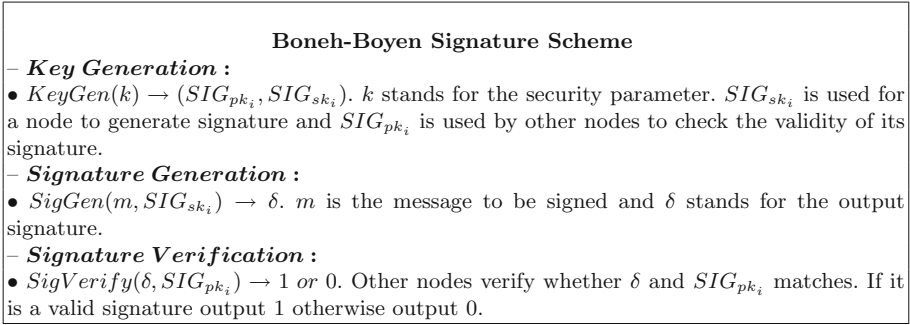 Boneh-Boyen Signature Scheme
– Key Generation :
• KeyGen(k) → (SIG_{pk_i}, SIG_{sk_i}). k stands for the security parameter. SIG_{sk_i} is used for
a node to generate signature and SIG_{pk_i} is used by other nodes to check the validity of its
signature.
– Signature Generation :
• SigGen(m, SIG_{sk_i}) → δ. m is the message to be signed and δ stands for the output
signature.
– Signature Verification :
• SigVerify(δ, SIG_{pk_i}) → 1 or 0. Other nodes verify whether δ and SIG_{pk_i} matches. If it
is a valid signature output 1 otherwise output 0.